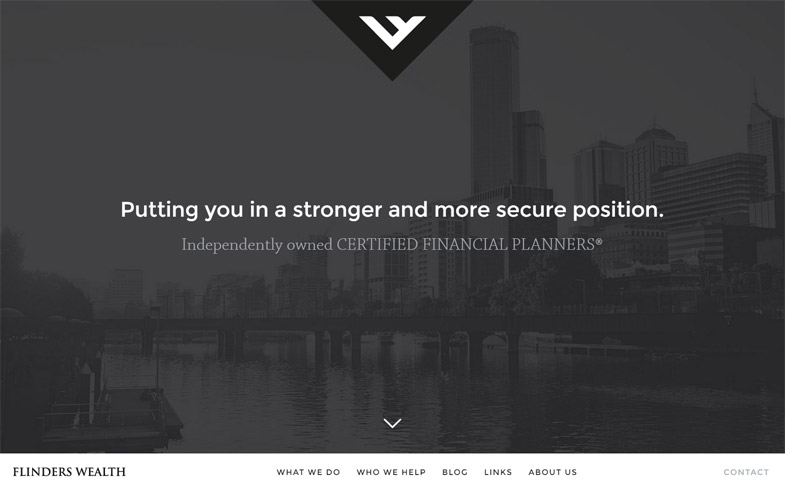 Putting you in a stronger and more secure position.
Independently owned CERTIFIED FINANCIAL PLANNERS®
FLINDERS WEALTH WHAT WE DO WHO WE HELP BLOG LINKS ABOUT US CONTACT